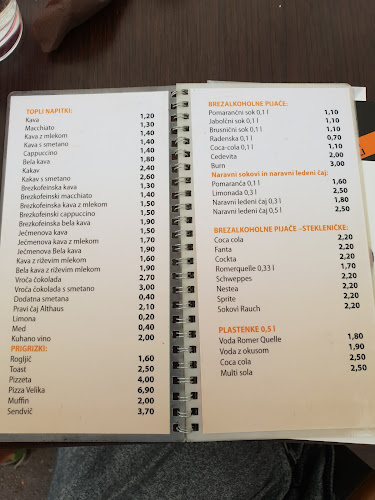 TOPLI NAPITKI:
Kava 1,20
Macchiato 1,30
Kava z mlekom 1,40
Kava s smetano 1,40
Cappuccino 1,40
Bela kava 1,80
Kakav 2,40
Kakav s smetano 2,60
Brezkofeinska kava 1,30
Brezkofeinski macchiato 1,40
Brezkofeinska kava z mlekom 1,50
Brezkofeinski cappuccino 1,50
Brezkofeinska bela kava 1,90
Ječmenova kava 1,50
Ječmenova kava z mlekom 1,70
Ječmenova Bela kava 1,90
Kava z riževim mlekom 1,60
Bela kava z riževim mlekom 1,90
Vroča čokolada 2,70
Vroča čokolada s smetano 3,00
Dodatna smetana 0,40
Pravi čaj Althaus 2,10
Limona 0,20
Med 0,40
Kuhano vino 2,00
PRIGRIZKI:
Rogljič 1,60
Toast 2,50
Pizzeta 4,00
Pizza Velika 6,90
Muffin 2,00
Sendvič 3,70
BREZALKOHOLNE PIJAČE:
Pomarančni sok 0,1 l 1,10
Jabolčni sok 0,1 l 1,10
Brusnični sok 0,1 l 1,10
Radenska 0,1 l 0,70
Coca-cola 0,1 l 1,10
Cedevita 2,00
Burn 3,00
Naravni sokovi in naravni ledeni čaj:
Pomaranča 0,1 l 1,60
Limonada 0,3 l 2,50
Naravni ledeni čaj 0,3 l 1,80
Naravni ledeni čaj 0,5 l 2,50
BREZALKOHOLNE PIJAČE -STEKLENIČKE:
Coca cola 2,20
Fanta 2,20
Cockta 2,20
Romerquelle 0,33 l 1,70
Schweppes 2,20
Nestea 2,20
Sprite 2,20
Sokovi Rauch 2,20
PLASTENKE 0,5 l
Voda Romer Quelle 1,80
Voda z okusom 1,90
Coca cola 2,50
Multi sola 2,50